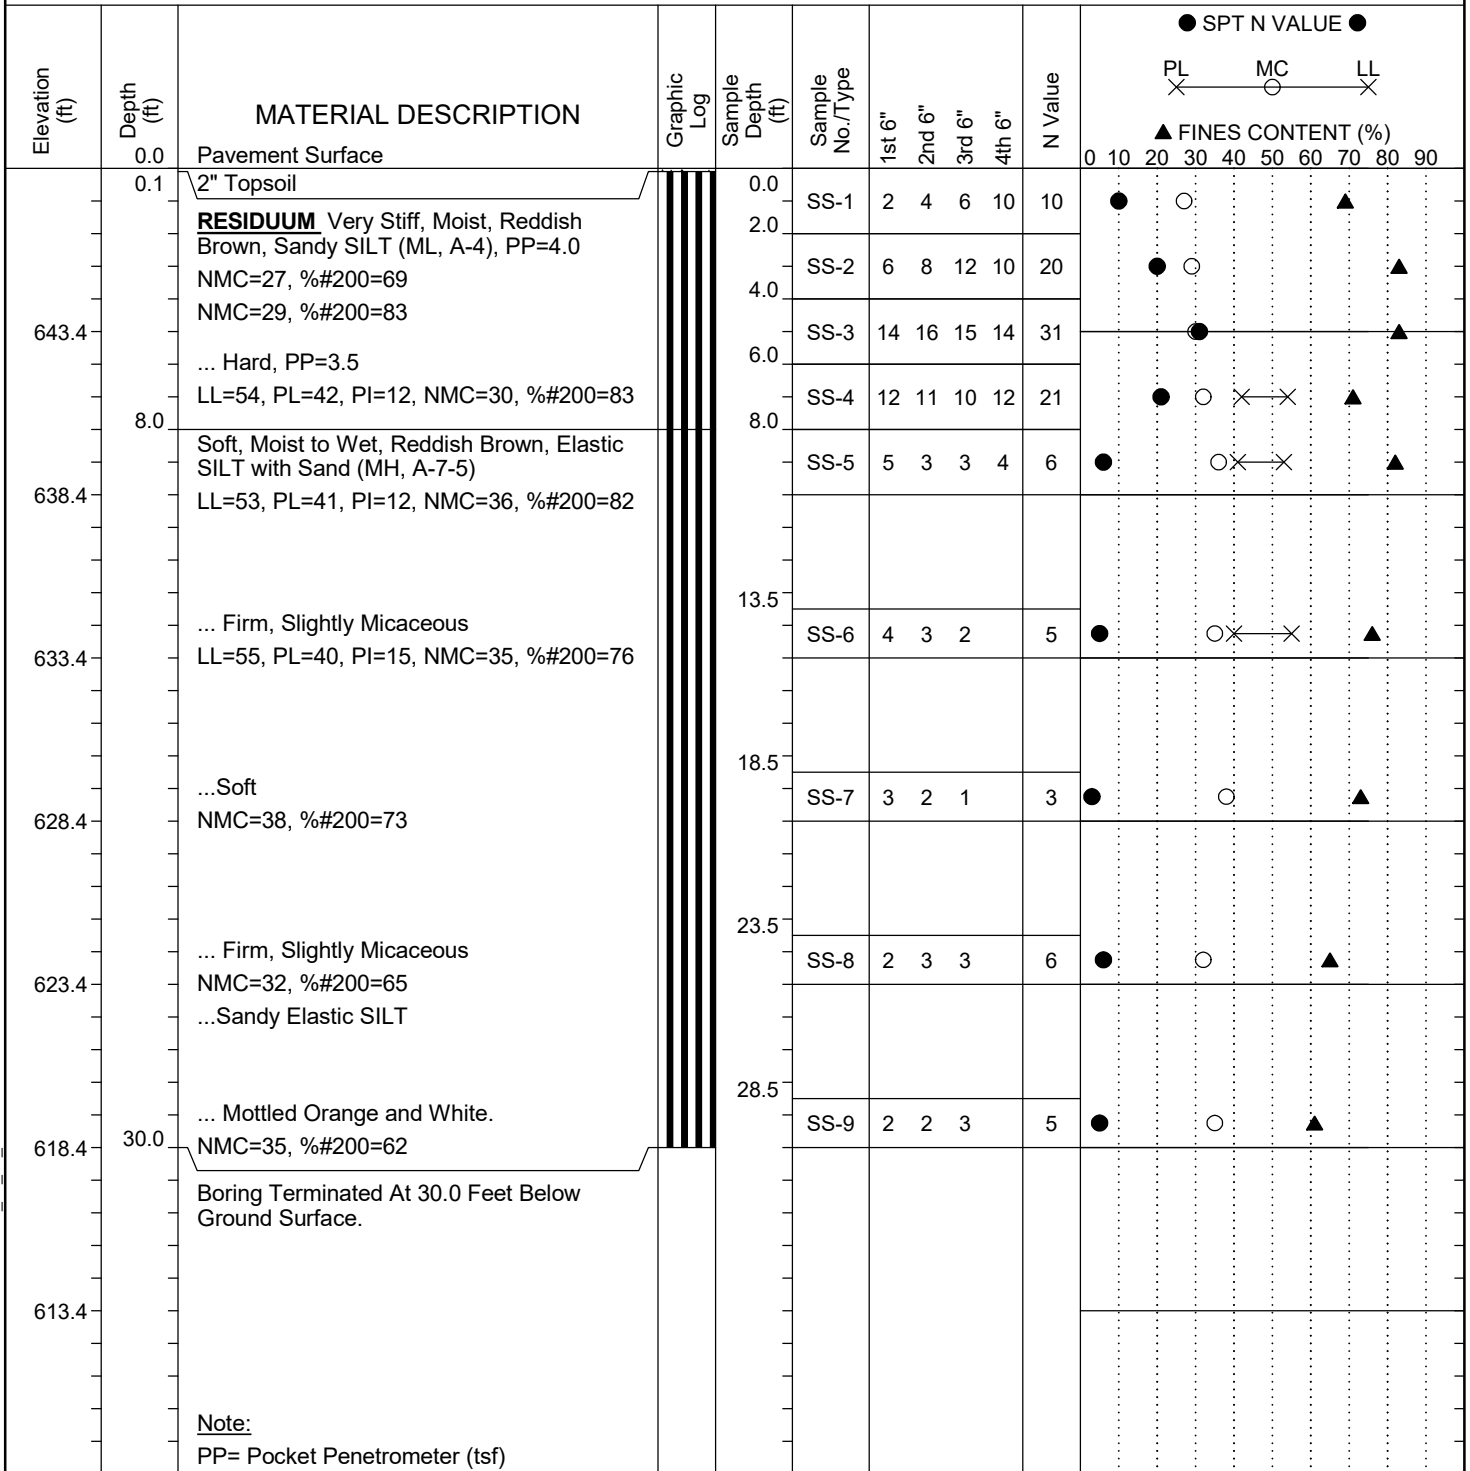 ● SPT N VALUE ●
PL MC LL
▲ FINES CONTENT (%)
0 10 20 30 40 50 60 70 80 90
Elevation (ft)
Depth (ft)
MATERIAL DESCRIPTION
Graphic Log
Sample Depth (ft)
Sample No./Type
1st 6"
2nd 6"
3rd 6"
4th 6"
N Value
0.0 Pavement Surface
0.1 2" Topsoil 0.0
SS-1 2 4 6 10 10
RESIDUUM Very Stiff, Moist, Reddish 2.0
Brown, Sandy SILT (ML, A-4), PP=4.0
SS-2 6 8 12 10 20
NMC=27, %#200=69
4.0
NMC=29, %#200=83
643.4 SS-3 14 16 15 14 31
6.0
... Hard, PP=3.5
LL=54, PL=42, PI=12, NMC=30, %#200=83 SS-4 12 11 10 12 21
8.0 8.0
Soft, Moist to Wet, Reddish Brown, Elastic
SILT with Sand (MH, A-7-5) SS-5 5 3 3 4 6
638.4 LL=53, PL=41, PI=12, NMC=36, %#200=82
13.5
... Firm, Slightly Micaceous SS-6 4 3 2 5
633.4 LL=55, PL=40, PI=15, NMC=35, %#200=76
18.5
...Soft SS-7 3 2 1 3
628.4 NMC=38, %#200=73
23.5
... Firm, Slightly Micaceous SS-8 2 3 3 6
623.4 NMC=32, %#200=65
...Sandy Elastic SILT
28.5
... Mottled Orange and White. SS-9 2 2 3 5
618.4 30.0 NMC=35, %#200=62
Boring Terminated At 30.0 Feet Below
Ground Surface.
613.4
Note:
PP= Pocket Penetrometer (tsf)